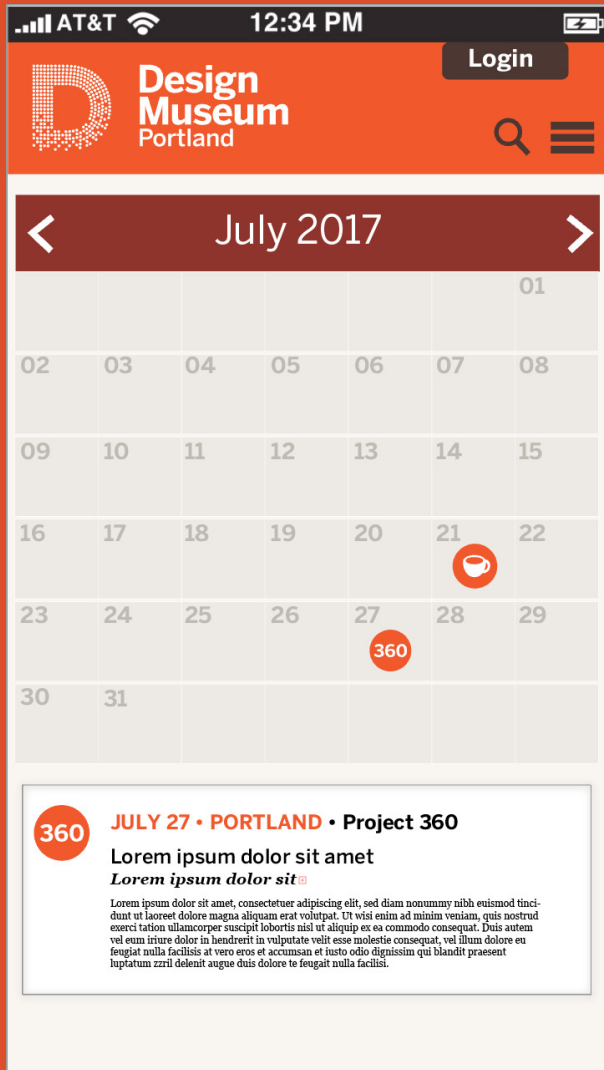 AT&T 12:34 PM
Login
Design
Museum
Portland
July 2017
01
02 03 04 05 06 07 08
09 10 11 12 13 14 15
16 17 18 19 20 21 22
23 24 25 26 27 28 29
360
30 31
360
JULY 27 • PORTLAND • Project 360
Lorem ipsum dolor sit amet
Lorem ipsum dolor sit
Lorem ipsum dolor sit amet, consectetuer adipiscing elit, sed diam nonummy nibh euismod tinci-
dunt ut laoreet dolore magna aliquam erat volutpat. Ut wisi enim ad minim veniam, quis nostrud
exerci tation ullamcorper suscipit lobortis nisl ut aliquip ex ea commodo consequat. Duis autem
vel eum iriure dolor in hendrerit in vulputate velit esse molestie consequat, vel illum dolore eu
feugiat nulla facilisis at vero eros et accumsan et iusto odio dignissim qui blandit praesent
luptatum zzril delenit augue duis dolore te feugait nulla facilisi.